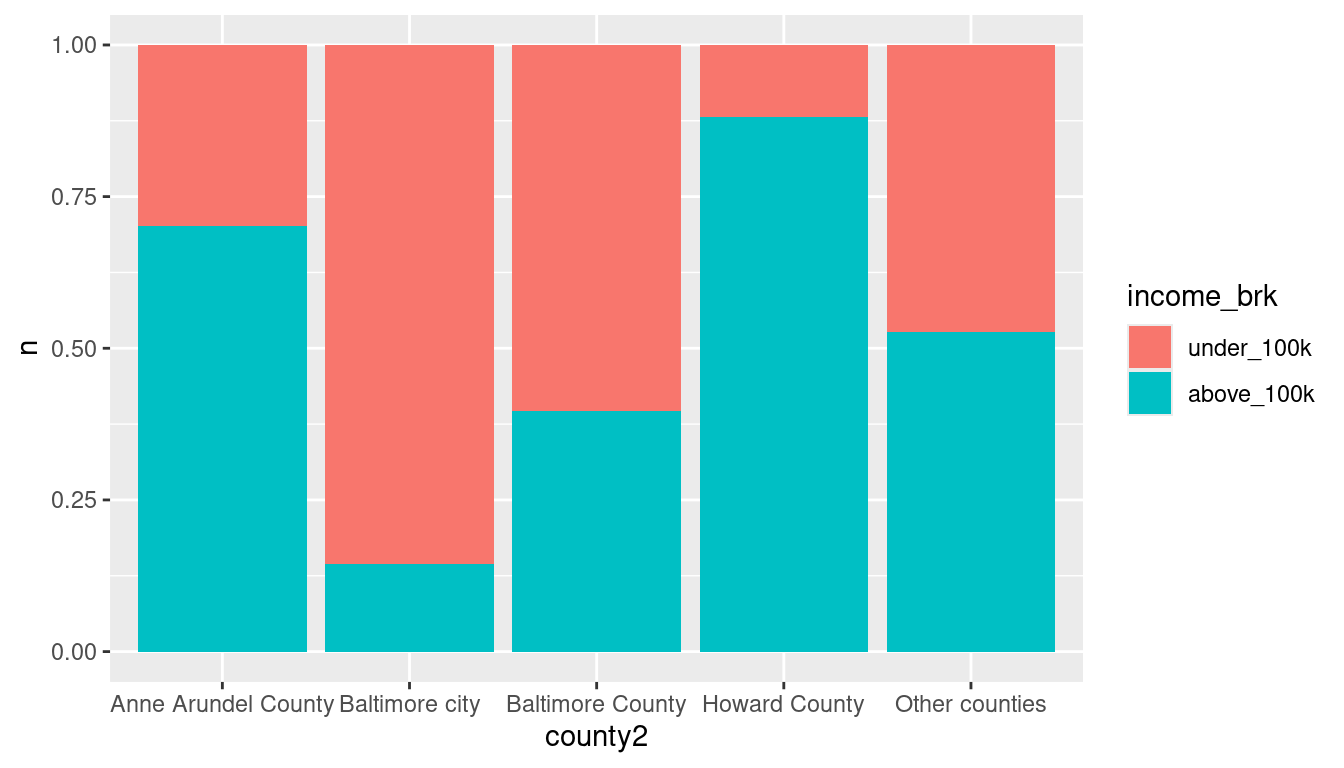 1.00
0.75
0.50
0.25
0.00
n
Anne Arundel County
Baltimore city
Baltimore County
Howard County
Other counties
county2
income_brk
under_100k
above_100k